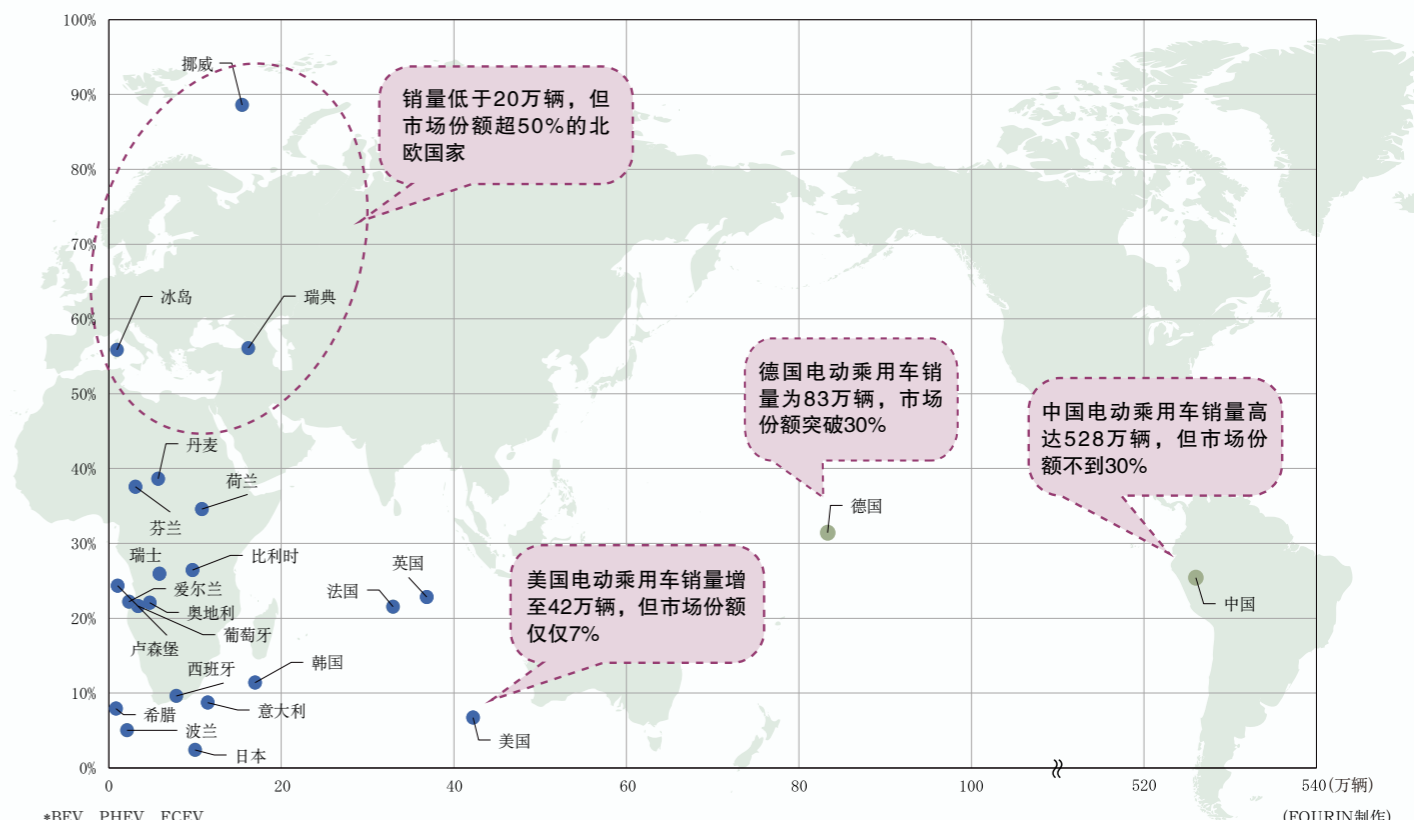 100%
挪威
90%
销量低于20万辆，但
市场份额超50%的北
欧国家
80%
70%
冰岛
瑞典
60%
德国电动乘用车销
量为83万辆，市场
份额突破30%
50%
中国电动乘用车销量高
达528万辆，但市场份
额不到30%
丹麦
40%
荷兰
芬兰
德国
30%
瑞士
比利时
英国
美国电动乘用车销量增
至42万辆，但市场份额
仅仅7%
爱尔兰
法国
中国
奥地利
20%
葡萄牙
卢森堡
西班牙
韩国
10%
希腊
意大利
波兰
美国
日本
0%
0 20 40 60 80 100 520 540(万辆)
*BEV、PHEV、FCEV
(FOURIN制作)